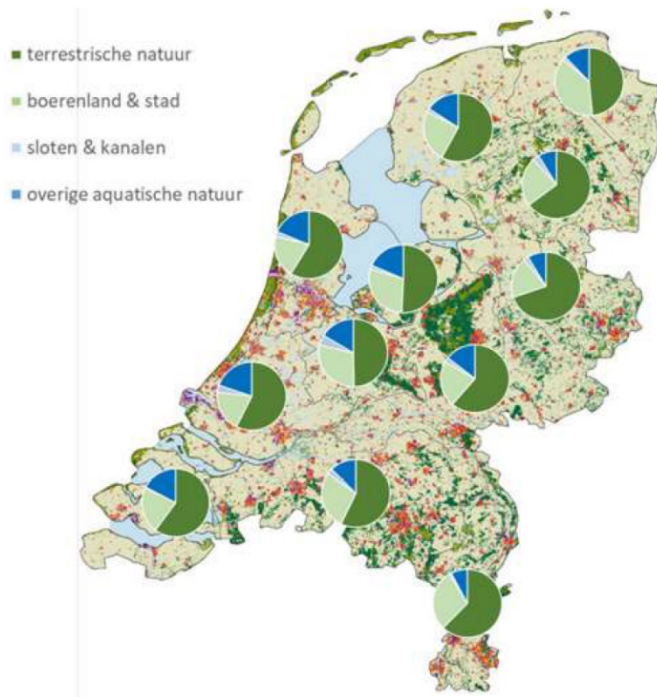 terrestrische natuur
boerenland & stad
sloten & kanalen
overige aquatische natuur